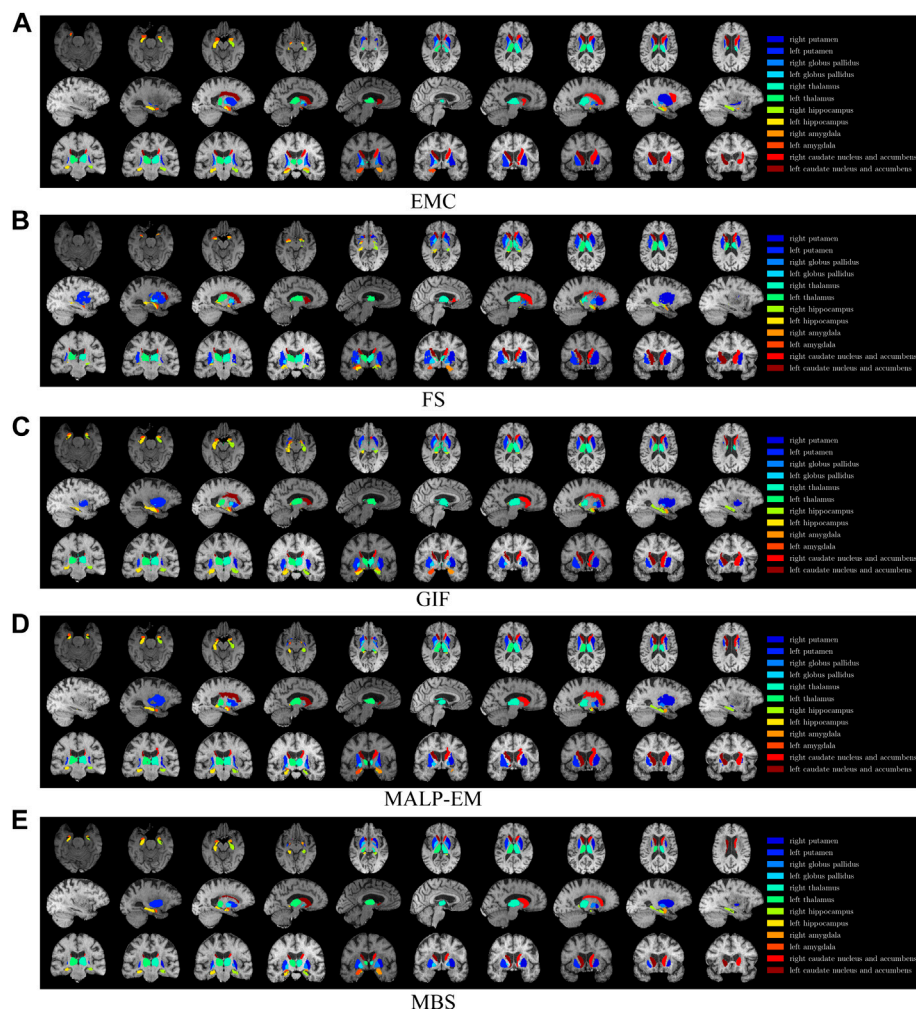 A
right putamen
left putamen
right globus pallidus
left globus pallidus
right thalamus
left thalamus
right hippocampus
left hippocampus
right amygdala
left amygdala
right caudate nucleus and accumbens
left caudate nucleus and accumbens
EMC
B
right putamen
left putamen
right globus pallidus
left globus pallidus
right thalamus
left thalamus
right hippocampus
left hippocampus
right amygdala
left amygdala
right caudate nucleus and accumbens
left caudate nucleus and accumbens
FS
C
right putamen
left putamen
right globus pallidus
left globus pallidus
right thalamus
left thalamus
right hippocampus
left hippocampus
right amygdala
left amygdala
right caudate nucleus and accumbens
left caudate nucleus and accumbens
GIF
D
right putamen
left putamen
right globus pallidus
left globus pallidus
right thalamus
left thalamus
right hippocampus
left hippocampus
right amygdala
left amygdala
right caudate nucleus and accumbens
left caudate nucleus and accumbens
MALP-EM
E
right putamen
left putamen
right globus pallidus
left globus pallidus
right thalamus
left thalamus
right hippocampus
left hippocampus
right amygdala
left amygdala
right caudate nucleus and accumbens
left caudate nucleus and accumbens
MBS